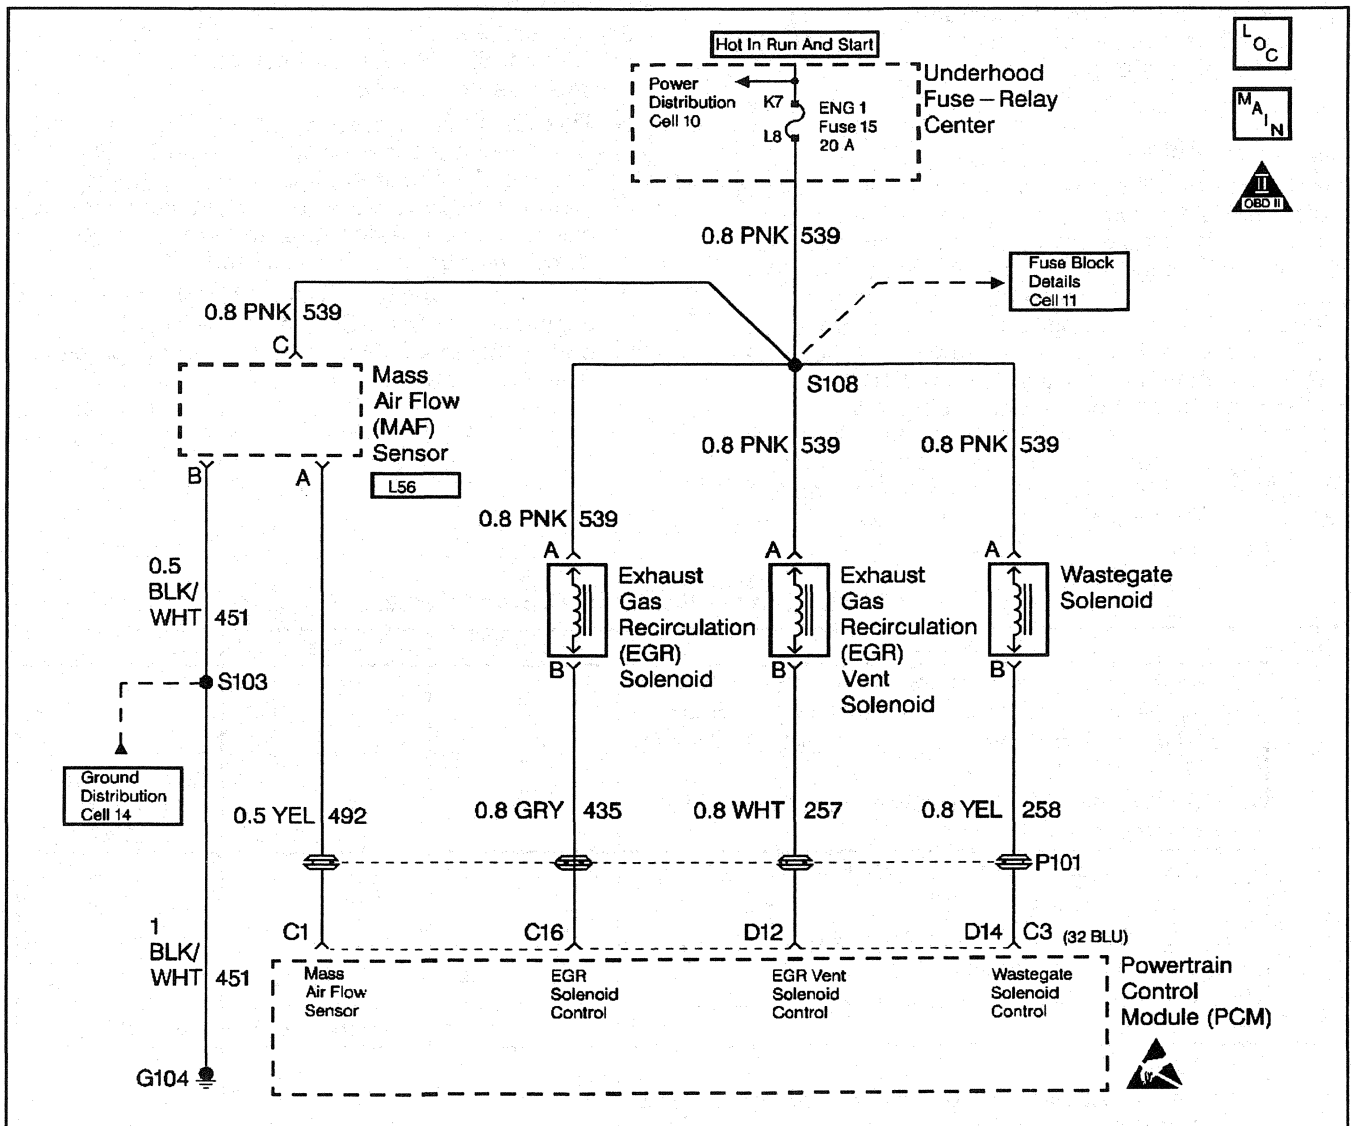 Hot In Run And Start
LOC
Power
Distribution
Cell 10
K7
L8
ENG 1
Fuse 15
20 A
Underhood
Fuse – Relay
Center
MAIN
II
OBD II
0.8 PNK 539
Fuse Block
Details
Cell 11
0.8 PNK 539
C
S108
Mass
Air Flow
(MAF)
Sensor
L56
B
A
0.8 PNK 539
0.8 PNK 539
0.8 PNK 539
A
A
A
0.5
BLK/
WHT 451
Exhaust
Gas
Recirculation
(EGR)
Solenoid
B
Exhaust
Gas
Recirculation
(EGR)
Vent
Solenoid
B
Wastegate
Solenoid
B
S103
Ground
Distribution
Cell 14
0.5 YEL 492
0.8 GRY 435
0.8 WHT 257
0.8 YEL 258
P101
1
BLK/
WHT 451
C1
C16
D12
D14
C3 (32 BLU)
Mass
Air Flow
Sensor
EGR
Solenoid
Control
EGR Vent
Solenoid
Control
Wastegate
Solenoid
Control
Powertrain
Control
Module (PCM)
G104